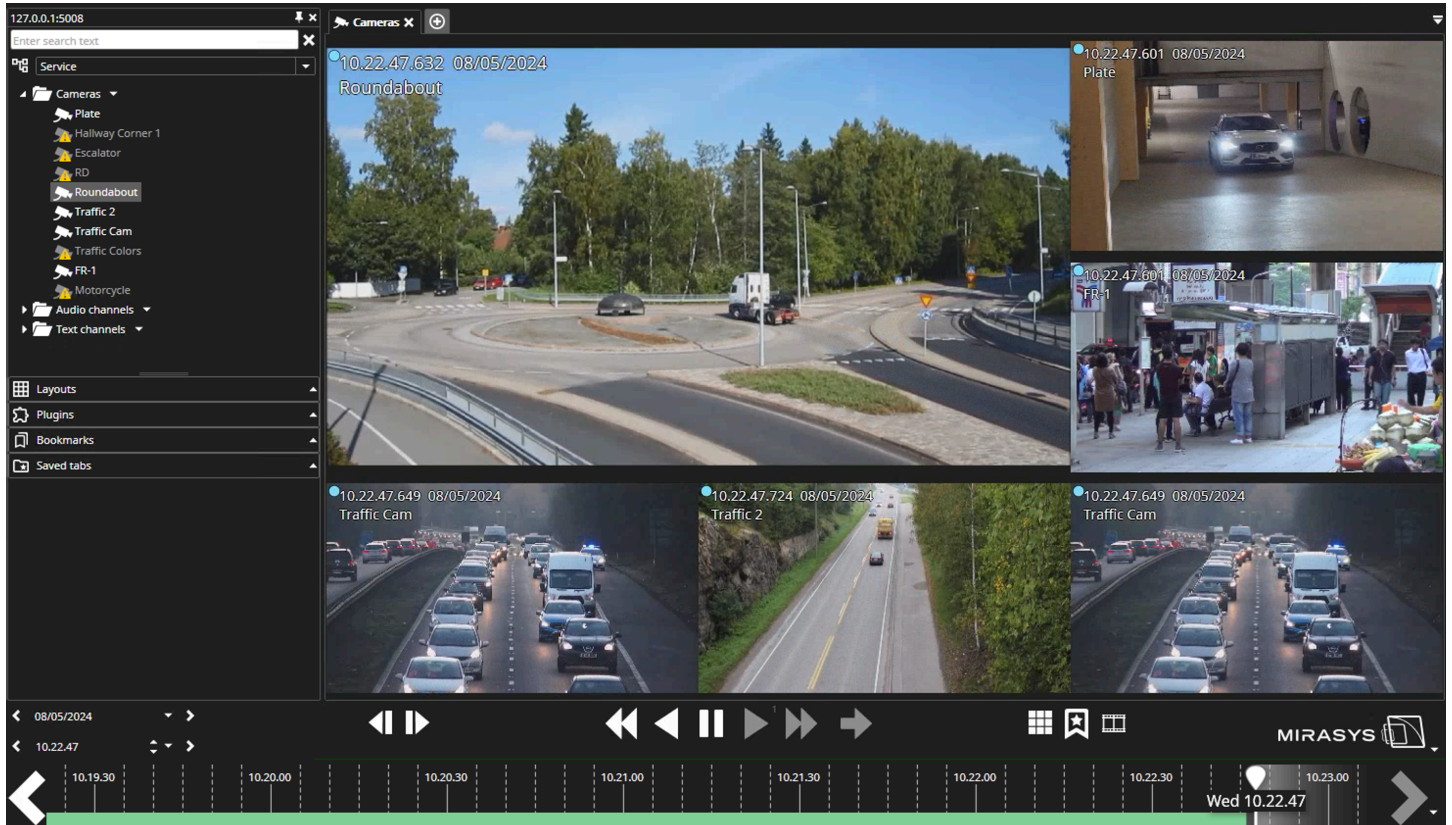 127.0.0.1:5008
Enter search text
Service
Cameras
Plate
Hallway Corner 1
Escalator
RD
Roundabout
Traffic 2
Traffic Cam
Traffic Colors
FR-1
Motorcycle
Audio channels
Text channels
Layouts
Plugins
Bookmarks
Saved tabs
Cameras
10.22.47.632 08/05/2024
Roundabout
10.22.47.601 08/05/2024
Plate
10.22.47.601 08/05/2024
FR-1
10.22.47.649 08/05/2024
Traffic Cam
10.22.47.724 08/05/2024
Traffic 2
10.22.47.649 08/05/2024
Traffic Cam
08/05/2024
10.22.47
1
MIRASYS
10.19.30 10.20.00 10.20.30 10.21.00 10.21.30 10.22.00 10.22.30 10.23.00
Wed 10.22.47